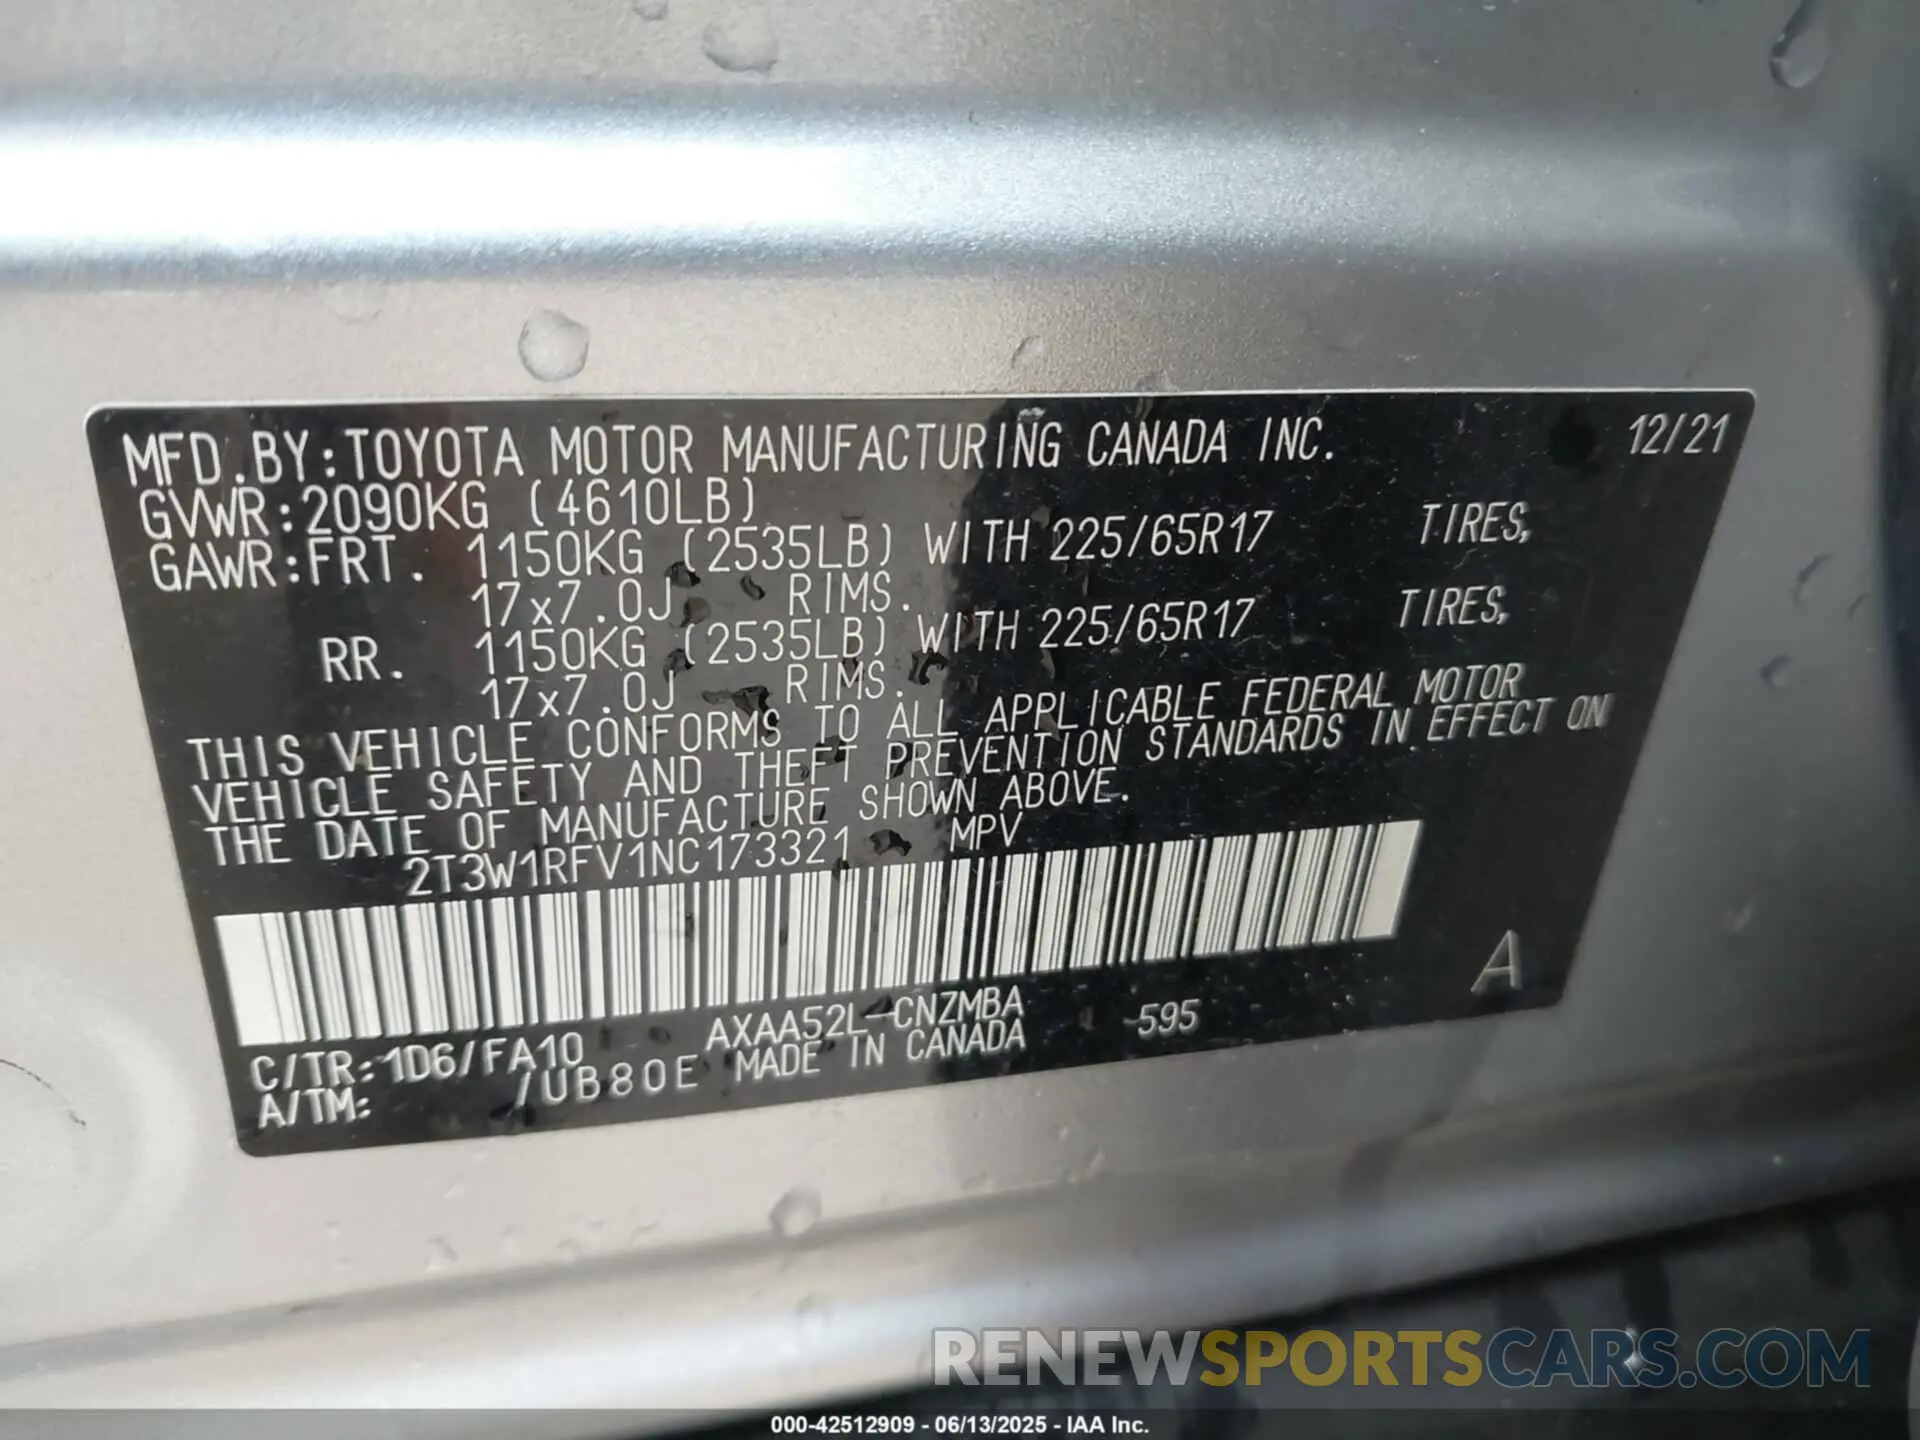 MFD.BY:TOYOTA MOTOR MANUFACTURING CANADA INC. 12/21
GVWR:2090KG (4610LB)
GAWR:FRT. 1150KG (2535LB) WITH 225/65R17 TIRES,
17x7.0J RIMS.
RR. 1150KG (2535LB) WITH 225/65R17 TIRES,
17x7.0J RIMS.
THIS VEHICLE CONFORMS TO ALL APPLICABLE FEDERAL MOTOR
VEHICLE SAFETY AND THEFT PREVENTION STANDARDS IN EFFECT ON
THE DATE OF MANUFACTURE SHOWN ABOVE.
2T3W1RFV1NC173321 MPV
A
C/TR:1D6/FA10 AXAA52L-CNZMBA 595
A/TM: /UB80E MADE IN CANADA
RENEWSPORTSCARS.COM
000-42512909 - 06/13/2025 - IAA Inc.